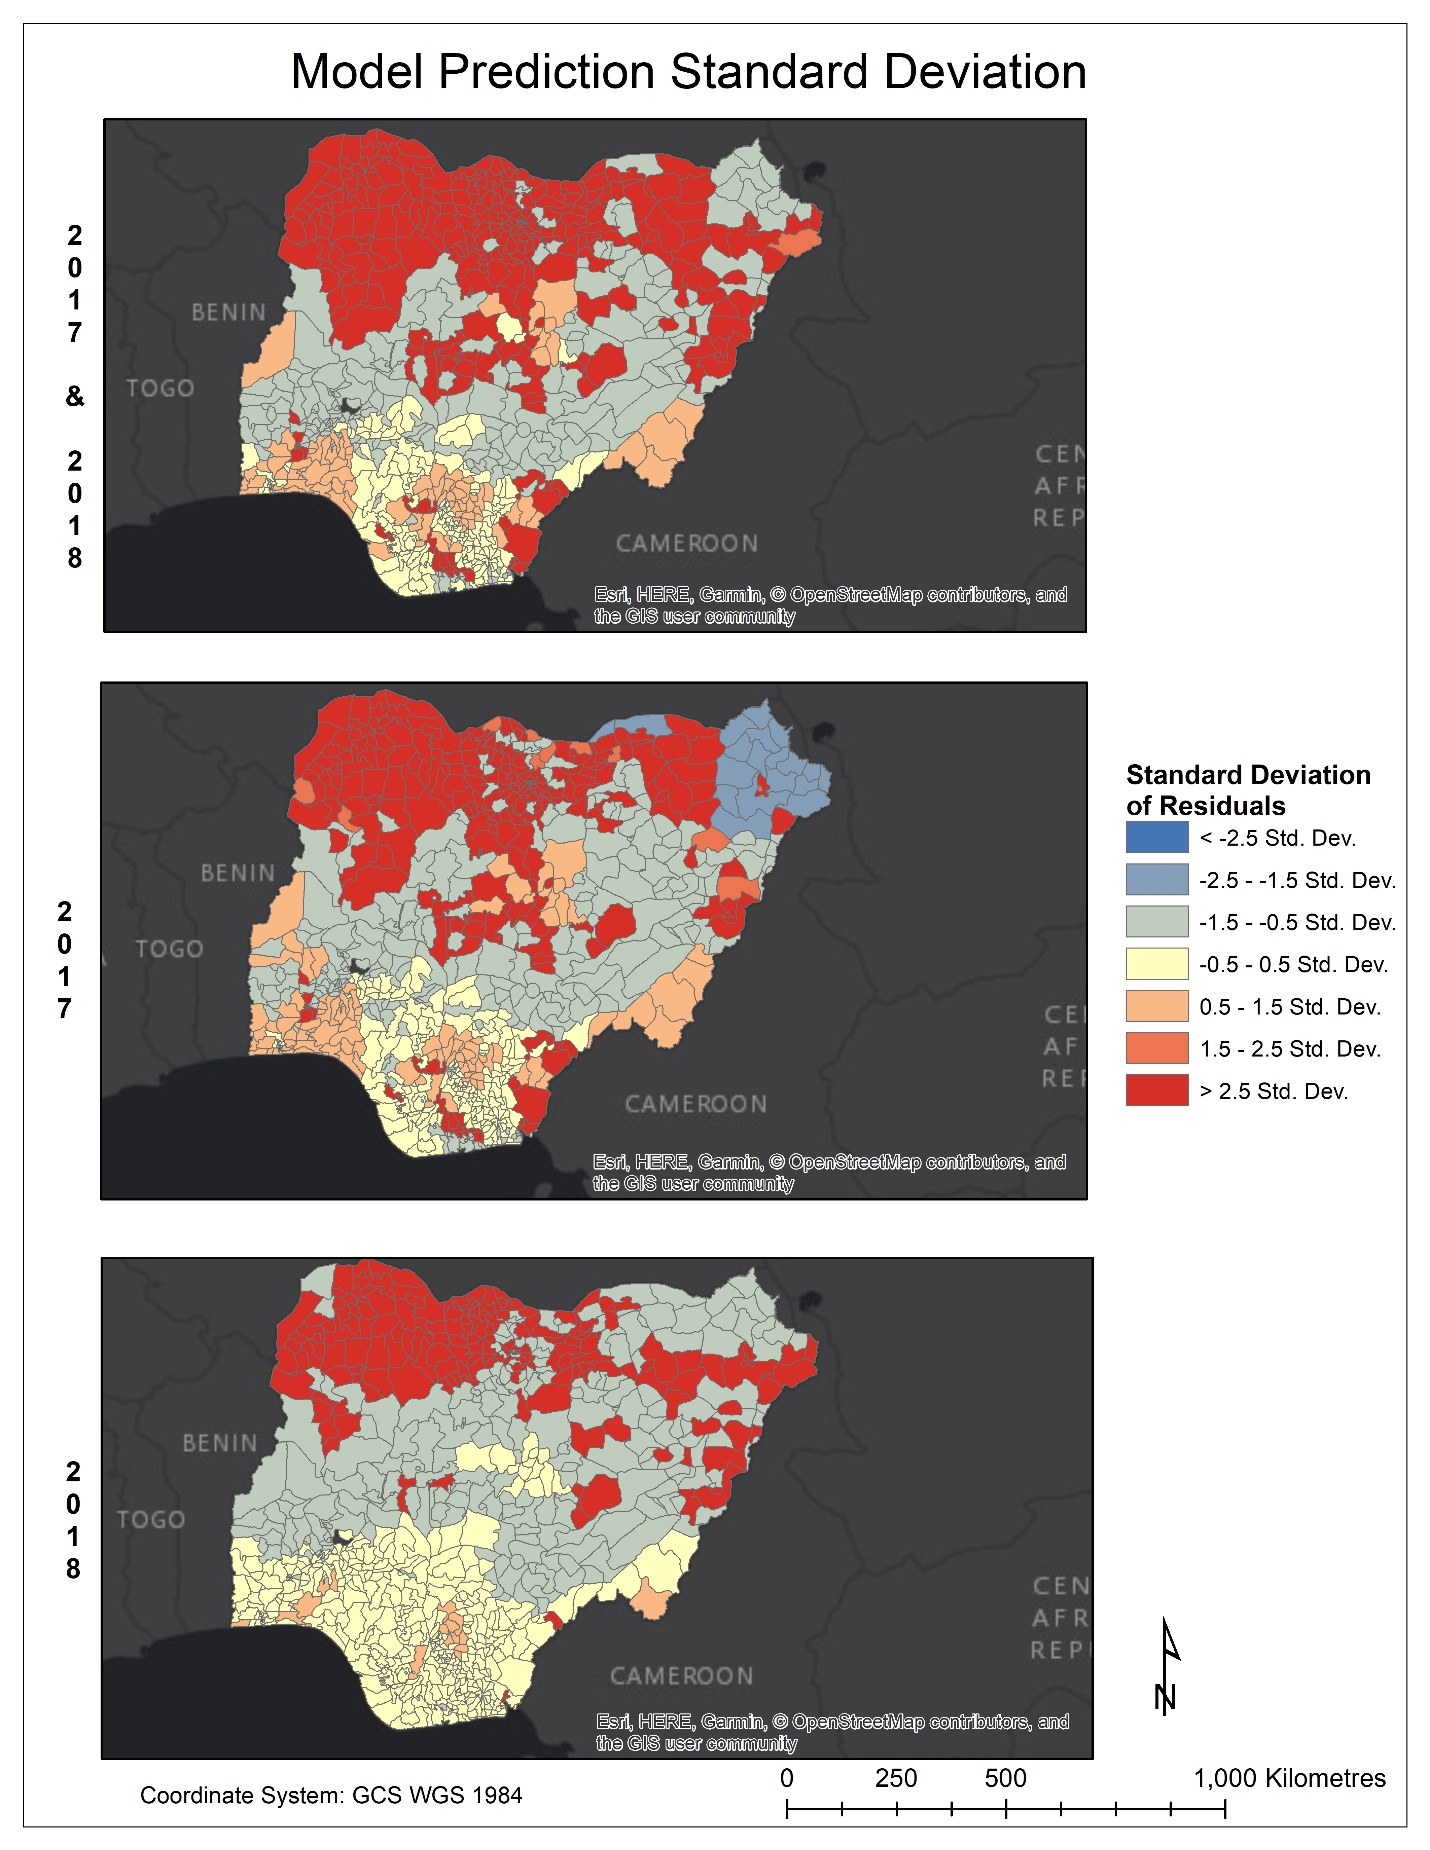 Model Prediction Standard Deviation
2017 & 2018
BENIN
TOGO
CEN
AFR
REP
CAMEROON
Esri, HERE, Garmin, © OpenStreetMap contributors, and
the GIS user community
2017
BENIN
TOGO
CEI
AF
REF
CAMEROON
Esri, HERE, Garmin, © OpenStreetMap contributors, and
the GIS user community
Standard Deviation
of Residuals
< -2.5 Std. Dev.
-2.5 - -1.5 Std. Dev.
-1.5 - -0.5 Std. Dev.
-0.5 - 0.5 Std. Dev.
0.5 - 1.5 Std. Dev.
1.5 - 2.5 Std. Dev.
> 2.5 Std. Dev.
2018
BENIN
TOGO
CEN
AFR
REP
CAMEROON
Esri, HERE, Garmin, © OpenStreetMap contributors, and
the GIS user community
N
Coordinate System: GCS WGS 1984
0 250 500 1,000 Kilometres